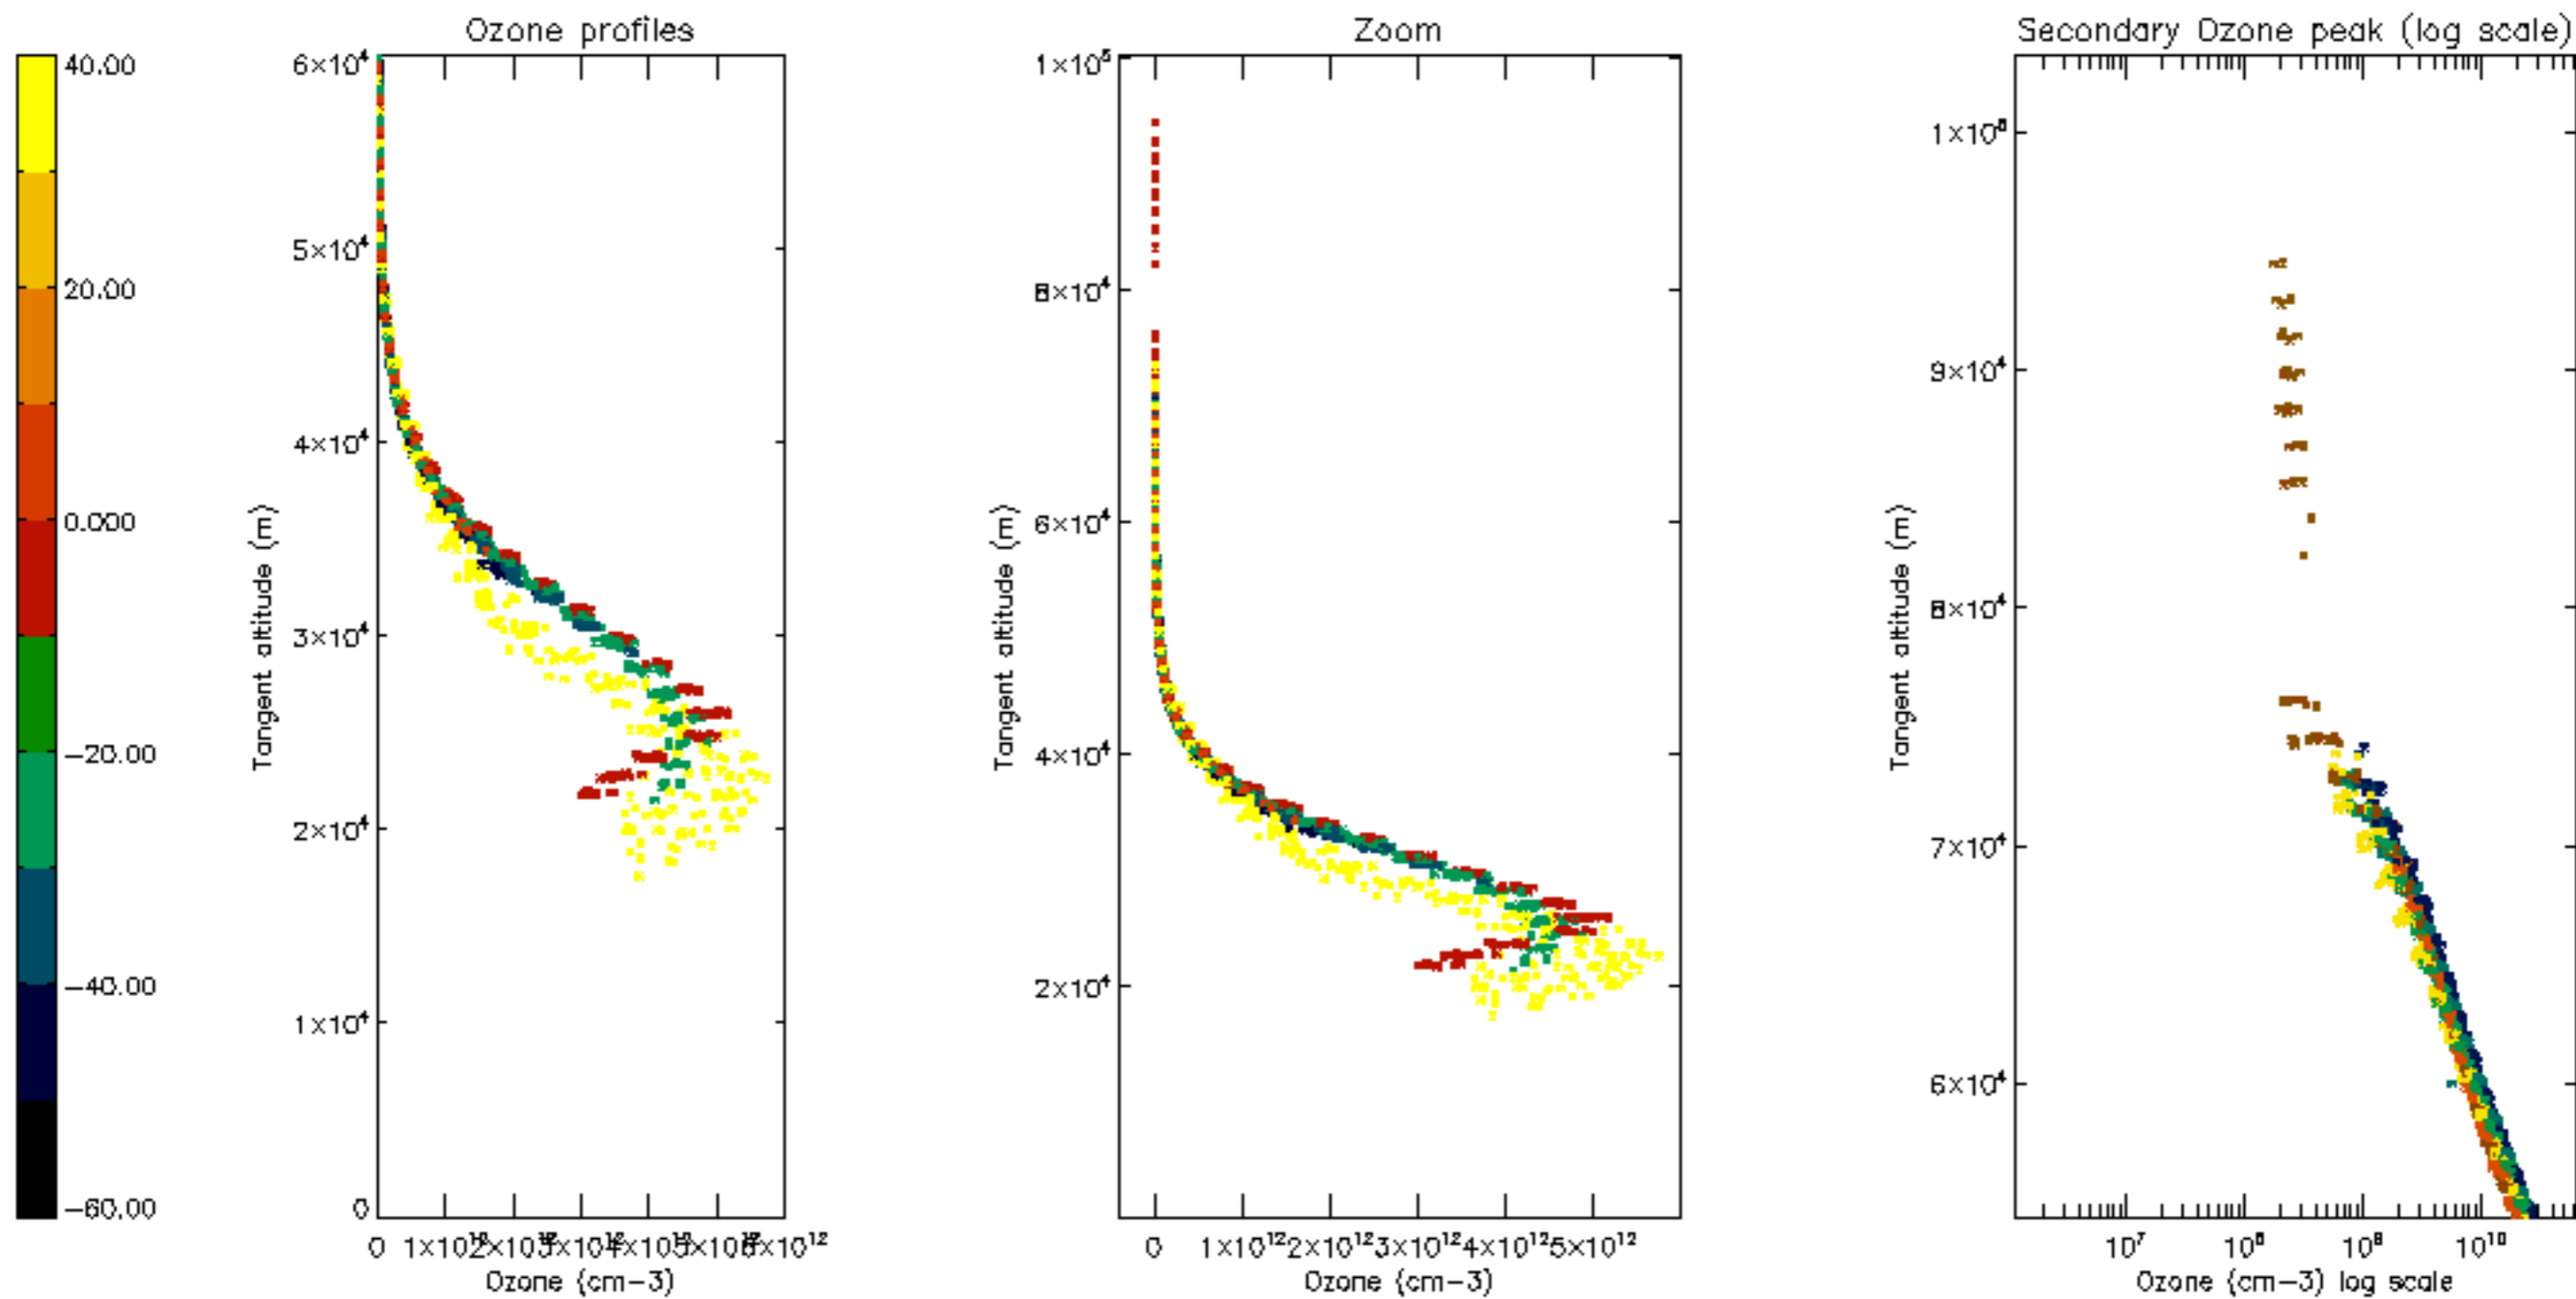 Ozone profiles
Zoom
Secondary Ozone peak (log scale)
40.00
20.00
0.000
−20.00
−40.00
−60.00
6×10⁴
5×10⁴
4×10⁴
3×10⁴
2×10⁴
1×10⁴
0
Tangent altitude (m)
0
Ozone (cm−3)
1×10⁵
8×10⁴
6×10⁴
4×10⁴
2×10⁴
Tangent altitude (m)
0 1×10¹² 2×10¹² 3×10¹² 4×10¹² 5×10¹²
Ozone (cm−3)
1×10⁵
9×10⁴
8×10⁴
7×10⁴
6×10⁴
Tangent altitude (m)
10⁷ 10⁸ 10⁹ 10¹⁰
Ozone (cm−3) log scale